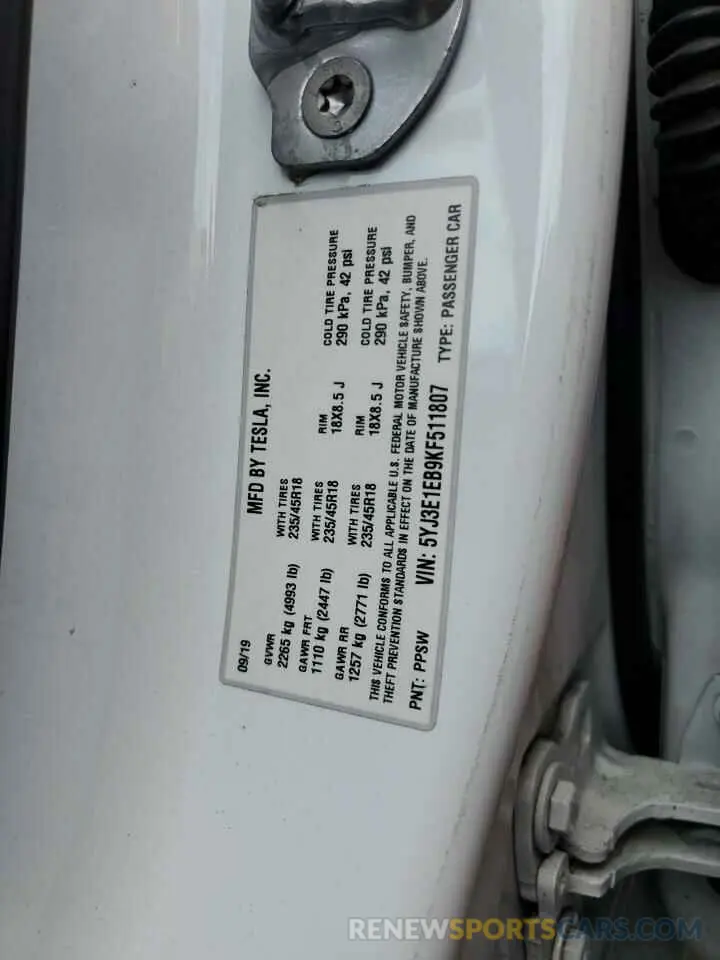 09/19
MFD BY TESLA, INC.
GVWR
2265 kg (4993 lb)
WITH TIRES
235/45R18
GAWR FRT
1110 kg (2447 lb)
WITH TIRES
235/45R18
RIM
18X8.5 J
COLD TIRE PRESSURE
290 kPa, 42 psi
GAWR RR
1257 kg (2771 lb)
WITH TIRES
235/45R18
RIM
18X8.5 J
COLD TIRE PRESSURE
290 kPa, 42 psi
THIS VEHICLE CONFORMS TO ALL APPLICABLE U.S. FEDERAL MOTOR VEHICLE SAFETY, BUMPER, AND
THEFT PREVENTION STANDARDS IN EFFECT ON THE DATE OF MANUFACTURE SHOWN ABOVE.
PNT: PPSW VIN: 5YJ3E1EB9KF511807 TYPE: PASSENGER CAR
RENEWSPORTSCARS.COM